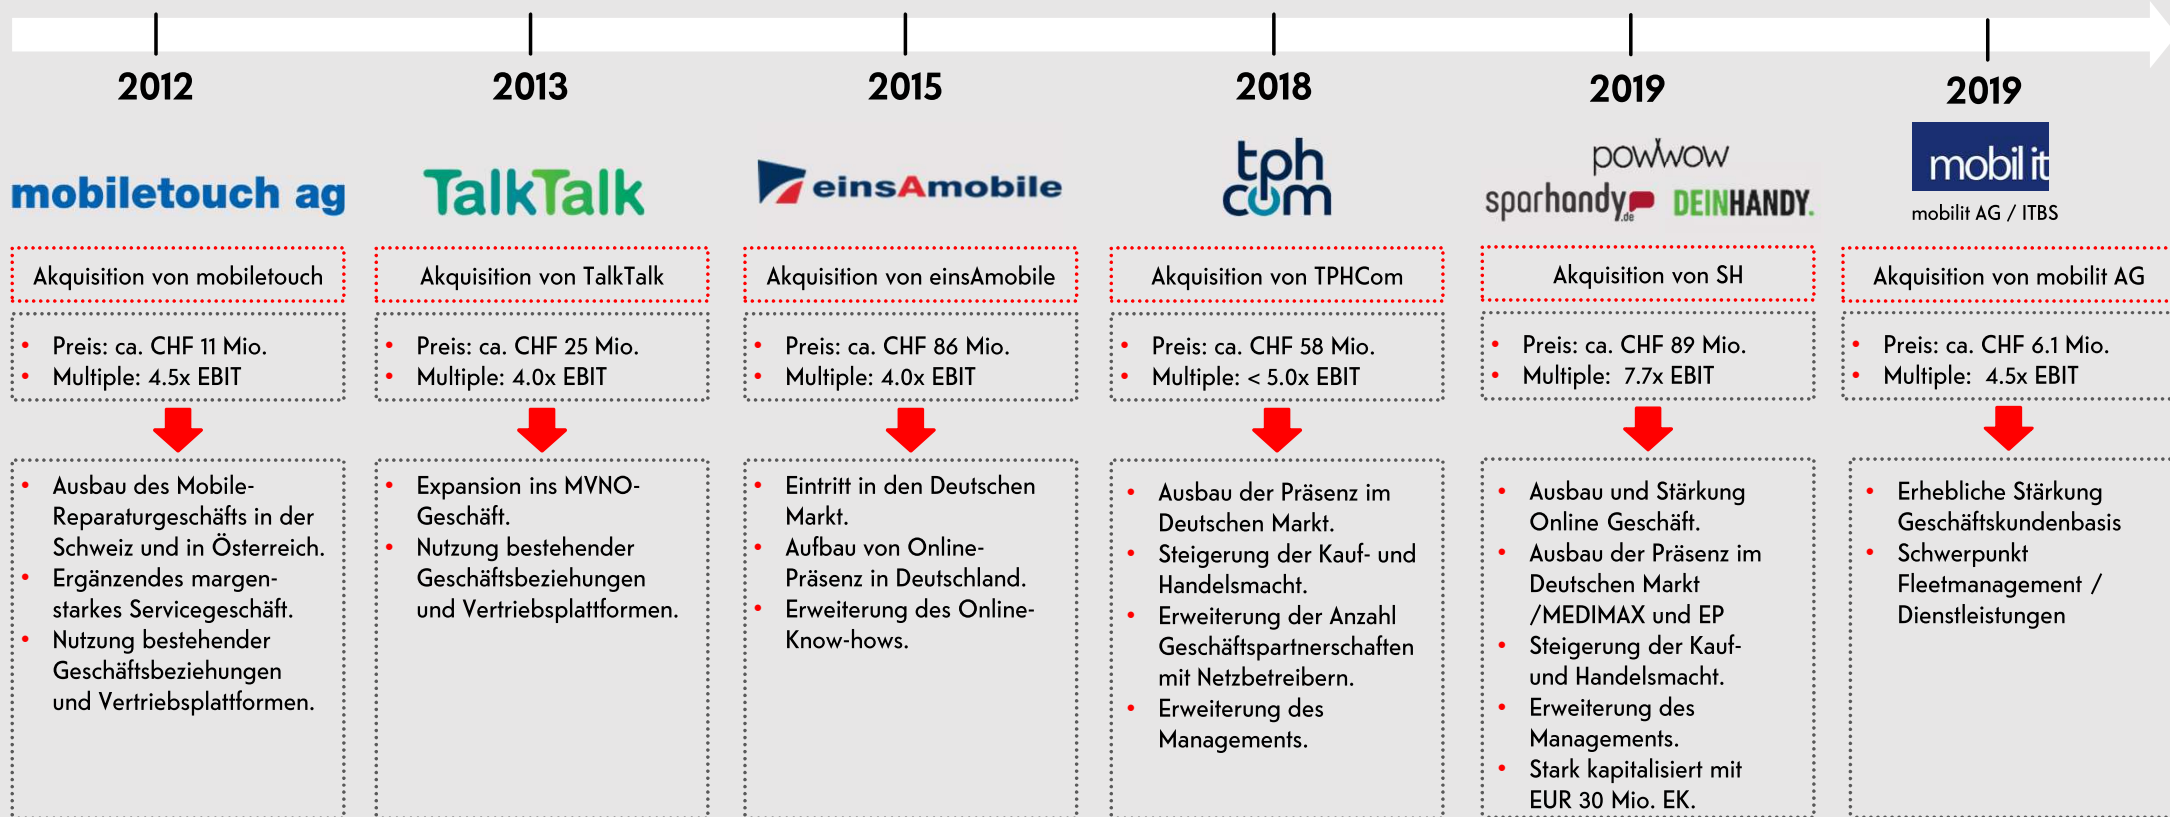 2012
2013
2015
2018
2019
2019
mobiletouch ag
TalkTalk
einsAmobile
tph
com
powwow
sparhandy.de
DEINHANDY.
mobil it
mobilit AG / ITBS
Akquisition von mobiletouch
Preis: ca. CHF 11 Mio.
Multiple: 4.5x EBIT
Ausbau des Mobile-
Reparaturgeschäfts in der
Schweiz und in Österreich.
Ergänzendes margen-
starkes Servicegeschäft.
Nutzung bestehender
Geschäftsbeziehungen
und Vertriebsplattformen.
Akquisition von TalkTalk
Preis: ca. CHF 25 Mio.
Multiple: 4.0x EBIT
Expansion ins MVNO-
Geschäft.
Nutzung bestehender
Geschäftsbeziehungen
und Vertriebsplattformen.
Akquisition von einsAmobile
Preis: ca. CHF 86 Mio.
Multiple: 4.0x EBIT
Eintritt in den Deutschen
Markt.
Aufbau von Online-
Präsenz in Deutschland.
Erweiterung des Online-
Know-hows.
Akquisition von TPHCom
Preis: ca. CHF 58 Mio.
Multiple: < 5.0x EBIT
Ausbau der Präsenz im
Deutschen Markt.
Steigerung der Kauf- und
Handelsmacht.
Erweiterung der Anzahl
Geschäftspartnerschaften
mit Netzbetreibern.
Erweiterung des
Managements.
Akquisition von SH
Preis: ca. CHF 89 Mio.
Multiple: 7.7x EBIT
Ausbau und Stärkung
Online Geschäft.
Ausbau der Präsenz im
Deutschen Markt
/MEDIMAX und EP
Steigerung der Kauf-
und Handelsmacht.
Erweiterung des
Managements.
Stark kapitalisiert mit
EUR 30 Mio. EK.
Akquisition von mobilit AG
Preis: ca. CHF 6.1 Mio.
Multiple: 4.5x EBIT
Erhebliche Stärkung
Geschäftskundenbasis
Schwerpunkt
Fleetmanagement /
Dienstleistungen